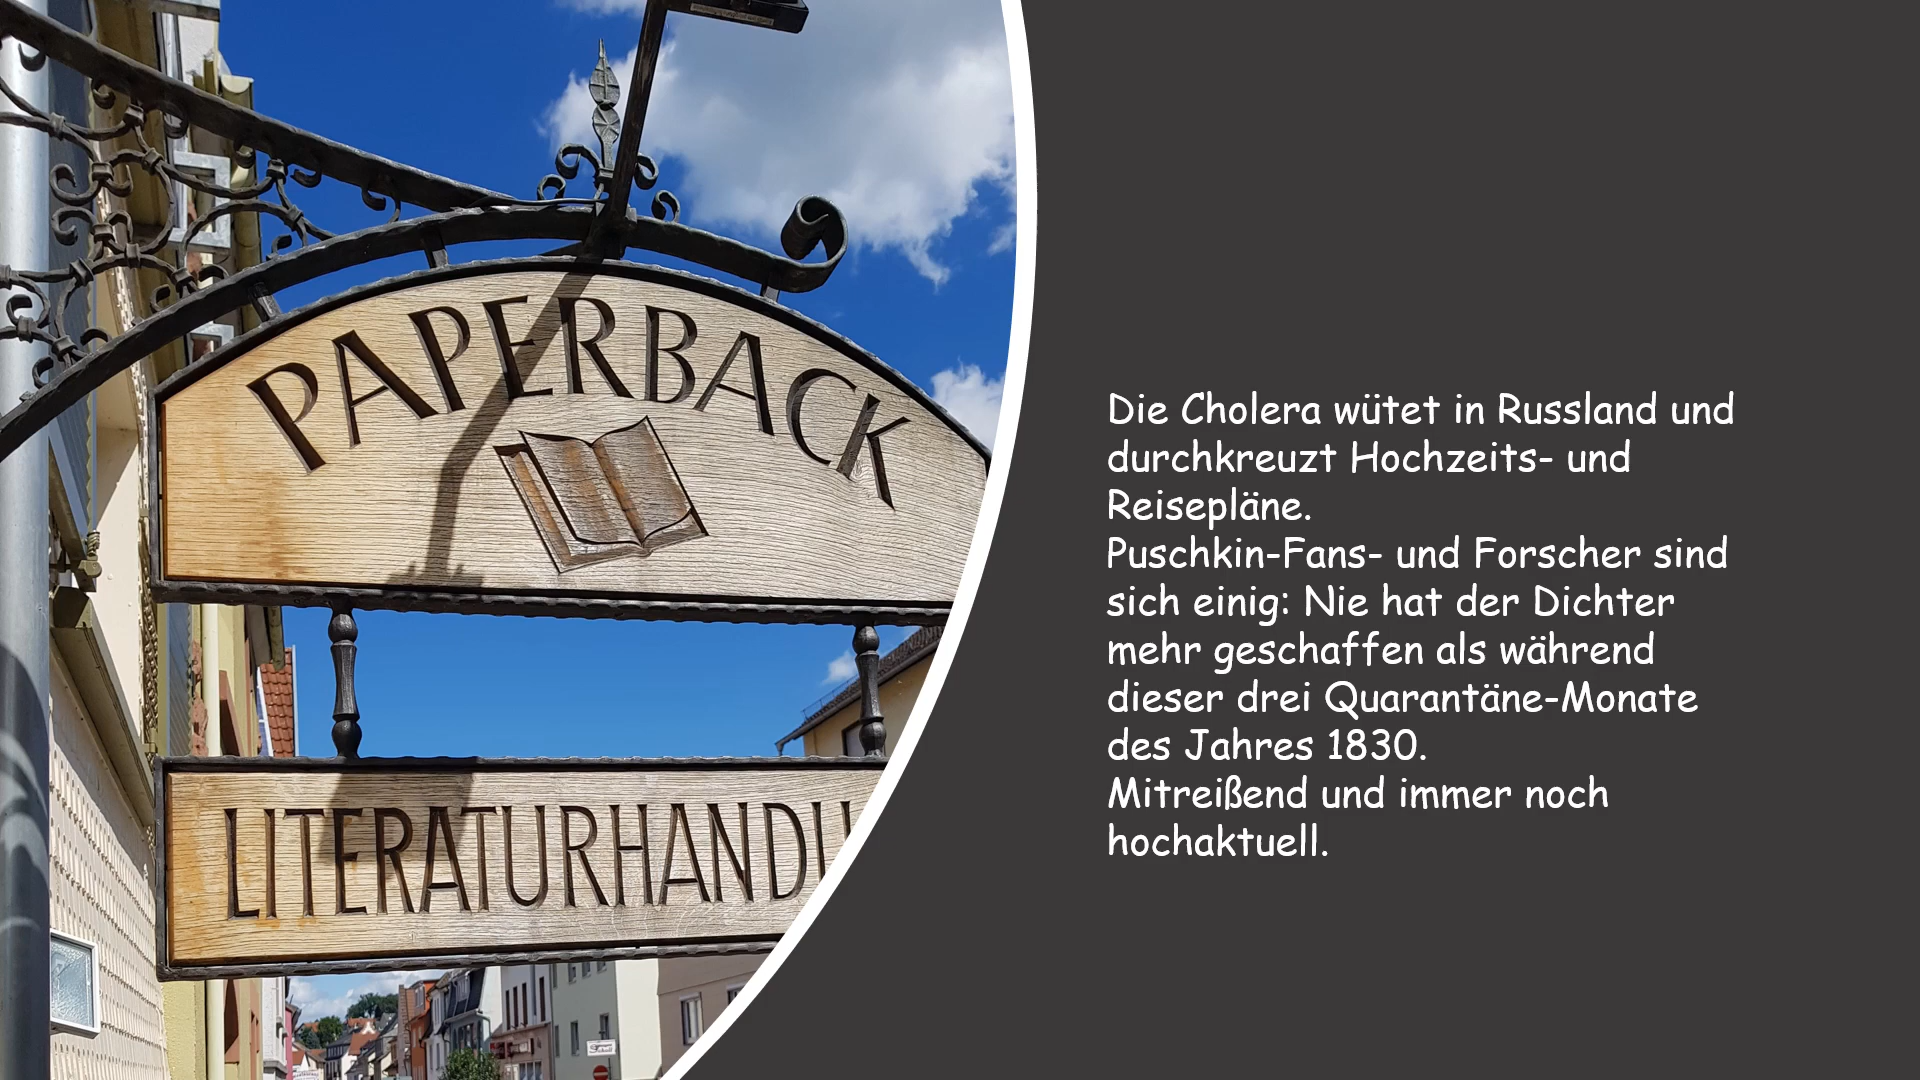 PAPERBACK
LITERATURHANDLU
Die Cholera wütet in Russland und
durchkreuzt Hochzeits- und
Reisepläne.
Puschkin-Fans- und Forscher sind
sich einig: Nie hat der Dichter
mehr geschaffen als während
dieser drei Quarantäne-Monate
des Jahres 1830.
Mitreißend und immer noch
hochaktuell.